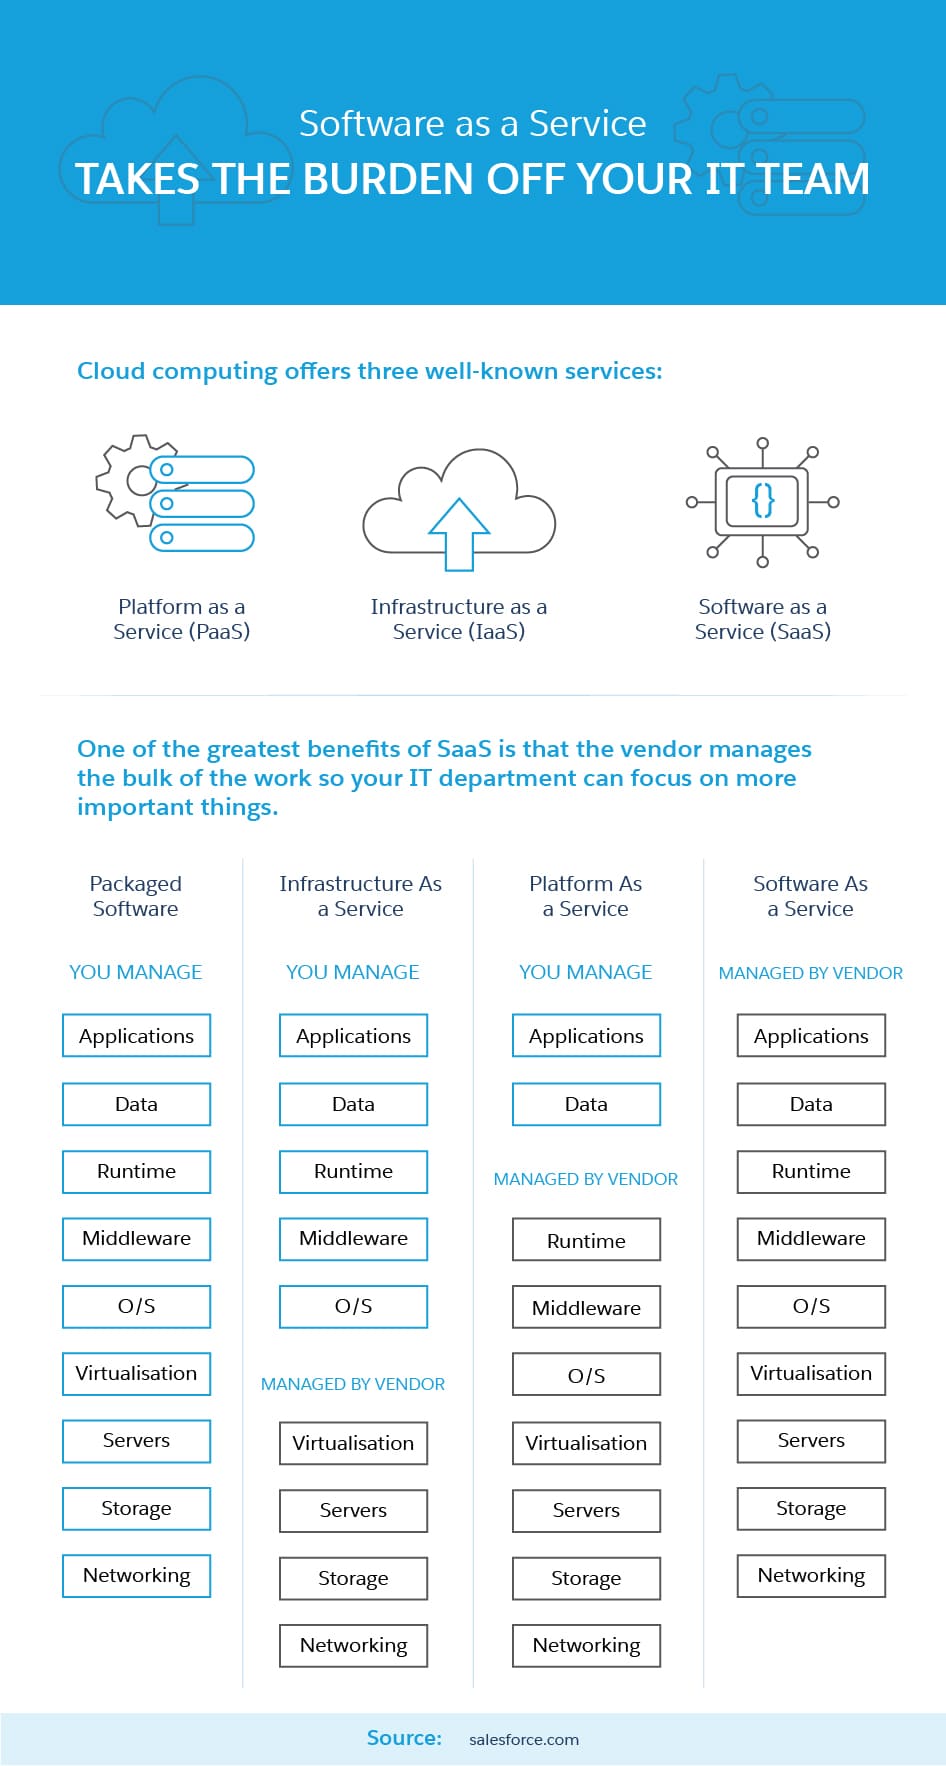 Software as a Service
TAKES THE BURDEN OFF YOUR IT TEAM
Cloud computing offers three well-known services:
{}
Platform as a
Service (PaaS)
Infrastructure as a
Service (IaaS)
Software as a
Service (SaaS)
One of the greatest benefits of SaaS is that the vendor manages
the bulk of the work so your IT department can focus on more
important things.
Packaged
Software
YOU MANAGE
Applications
Data
Runtime
Middleware
O/S
Virtualisation
Servers
Storage
Networking
Infrastructure As
a Service
YOU MANAGE
Applications
Data
Runtime
Middleware
O/S
MANAGED BY VENDOR
Virtualisation
Servers
Storage
Networking
Platform As
a Service
YOU MANAGE
Applications
Data
MANAGED BY VENDOR
Runtime
Middleware
O/S
Virtualisation
Servers
Storage
Networking
Software As
a Service
MANAGED BY VENDOR
Applications
Data
Runtime
Middleware
O/S
Virtualisation
Servers
Storage
Networking
Source: salesforce.com